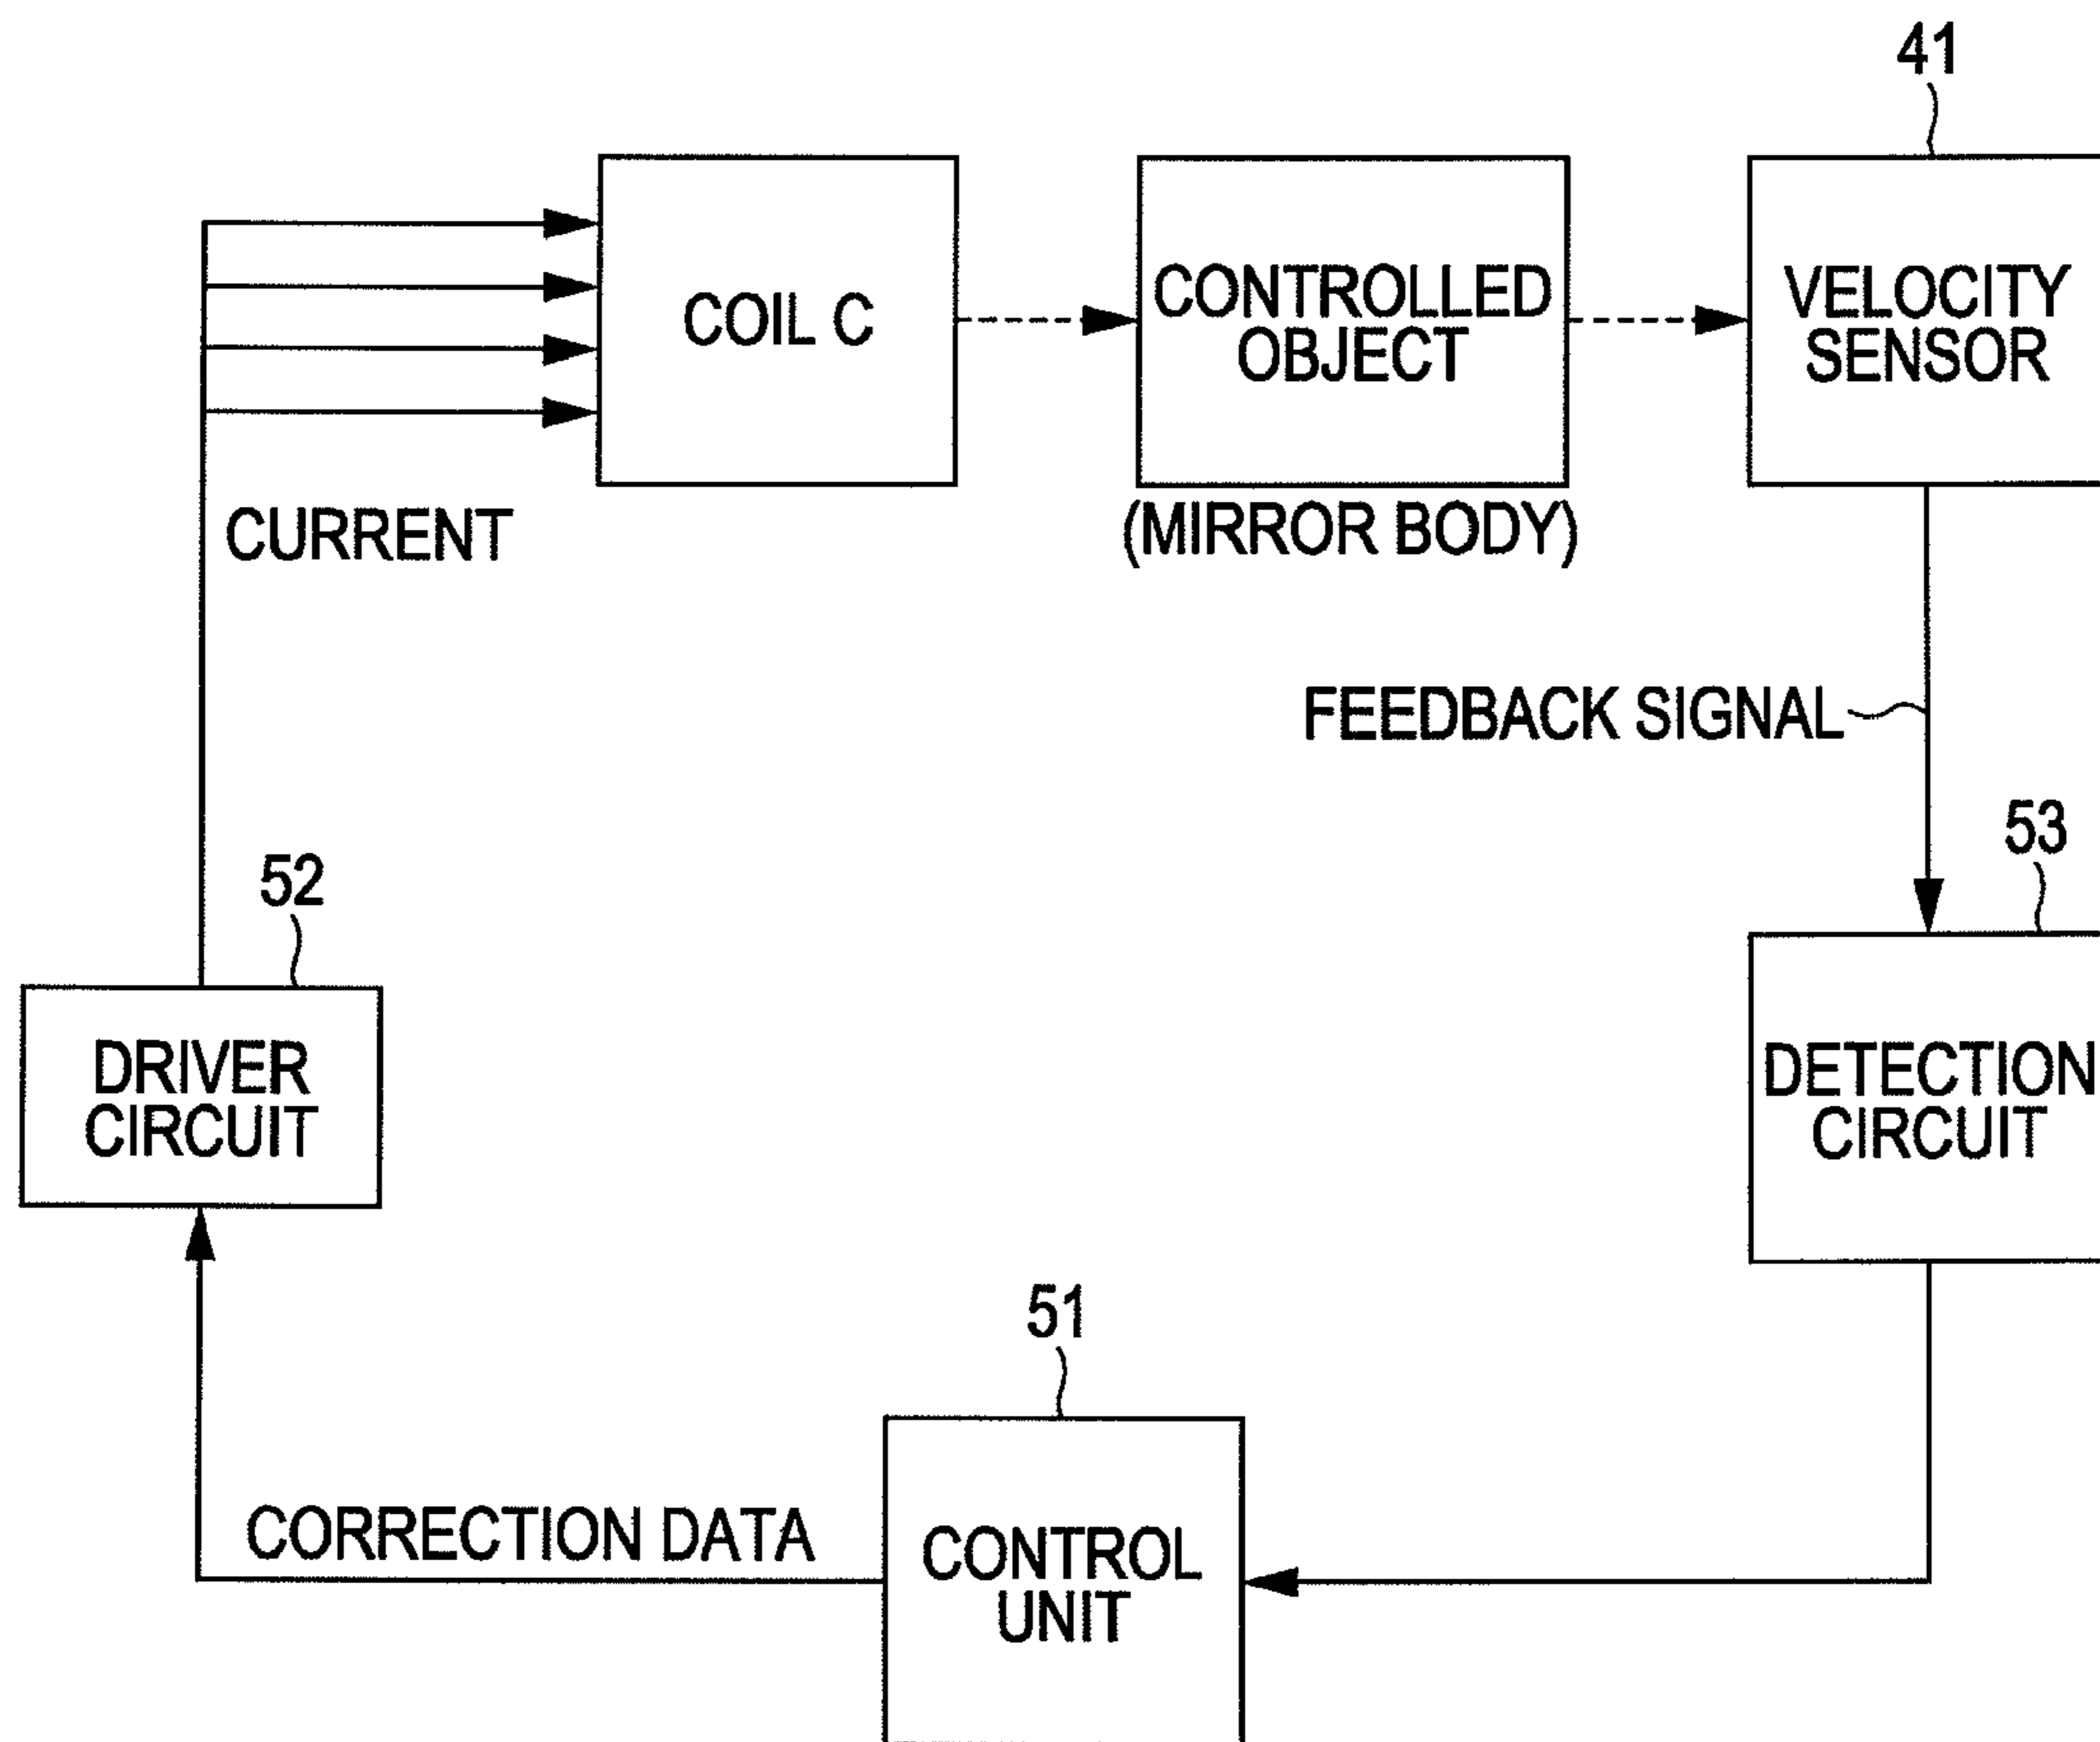 41
COIL C
CONTROLLED
OBJECT
VELOCITY
SENSOR
(MIRROR BODY)
CURRENT
FEEDBACK SIGNAL
53
52
DRIVER
CIRCUIT
DETECTION
CIRCUIT
51
CORRECTION DATA
CONTROL
UNIT